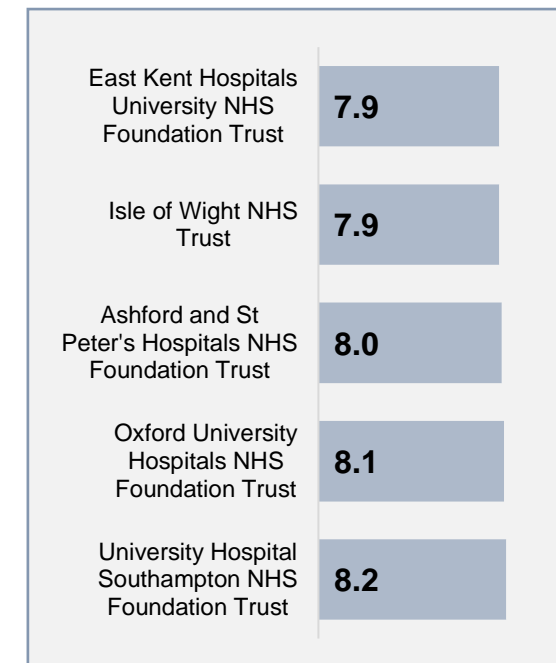 East Kent Hospitals
University NHS
Foundation Trust
7.9
Isle of Wight NHS
Trust
7.9
Ashford and St
Peter's Hospitals NHS
Foundation Trust
8.0
Oxford University
Hospitals NHS
Foundation Trust
8.1
University Hospital
Southampton NHS
Foundation Trust
8.2